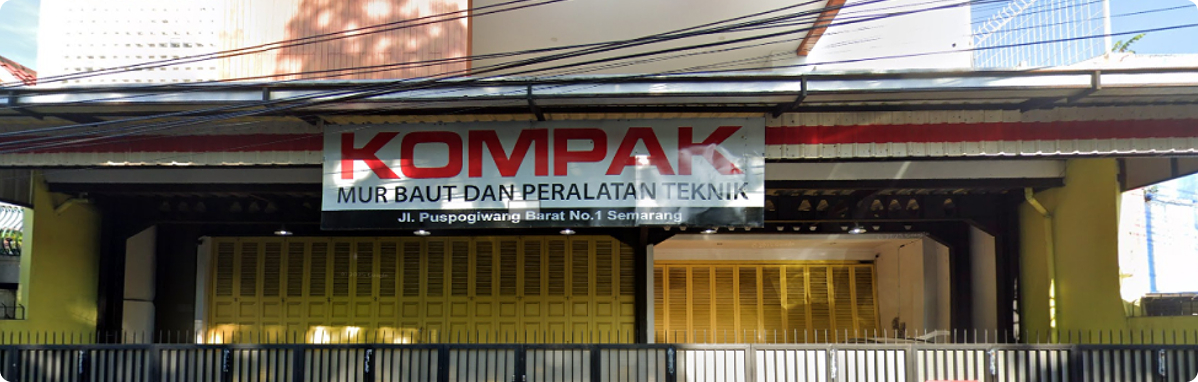 KOMPAK
MUR BAUT DAN PERALATAN TEKNIK
Jl. Puspogiwang Barat No.1 Semarang